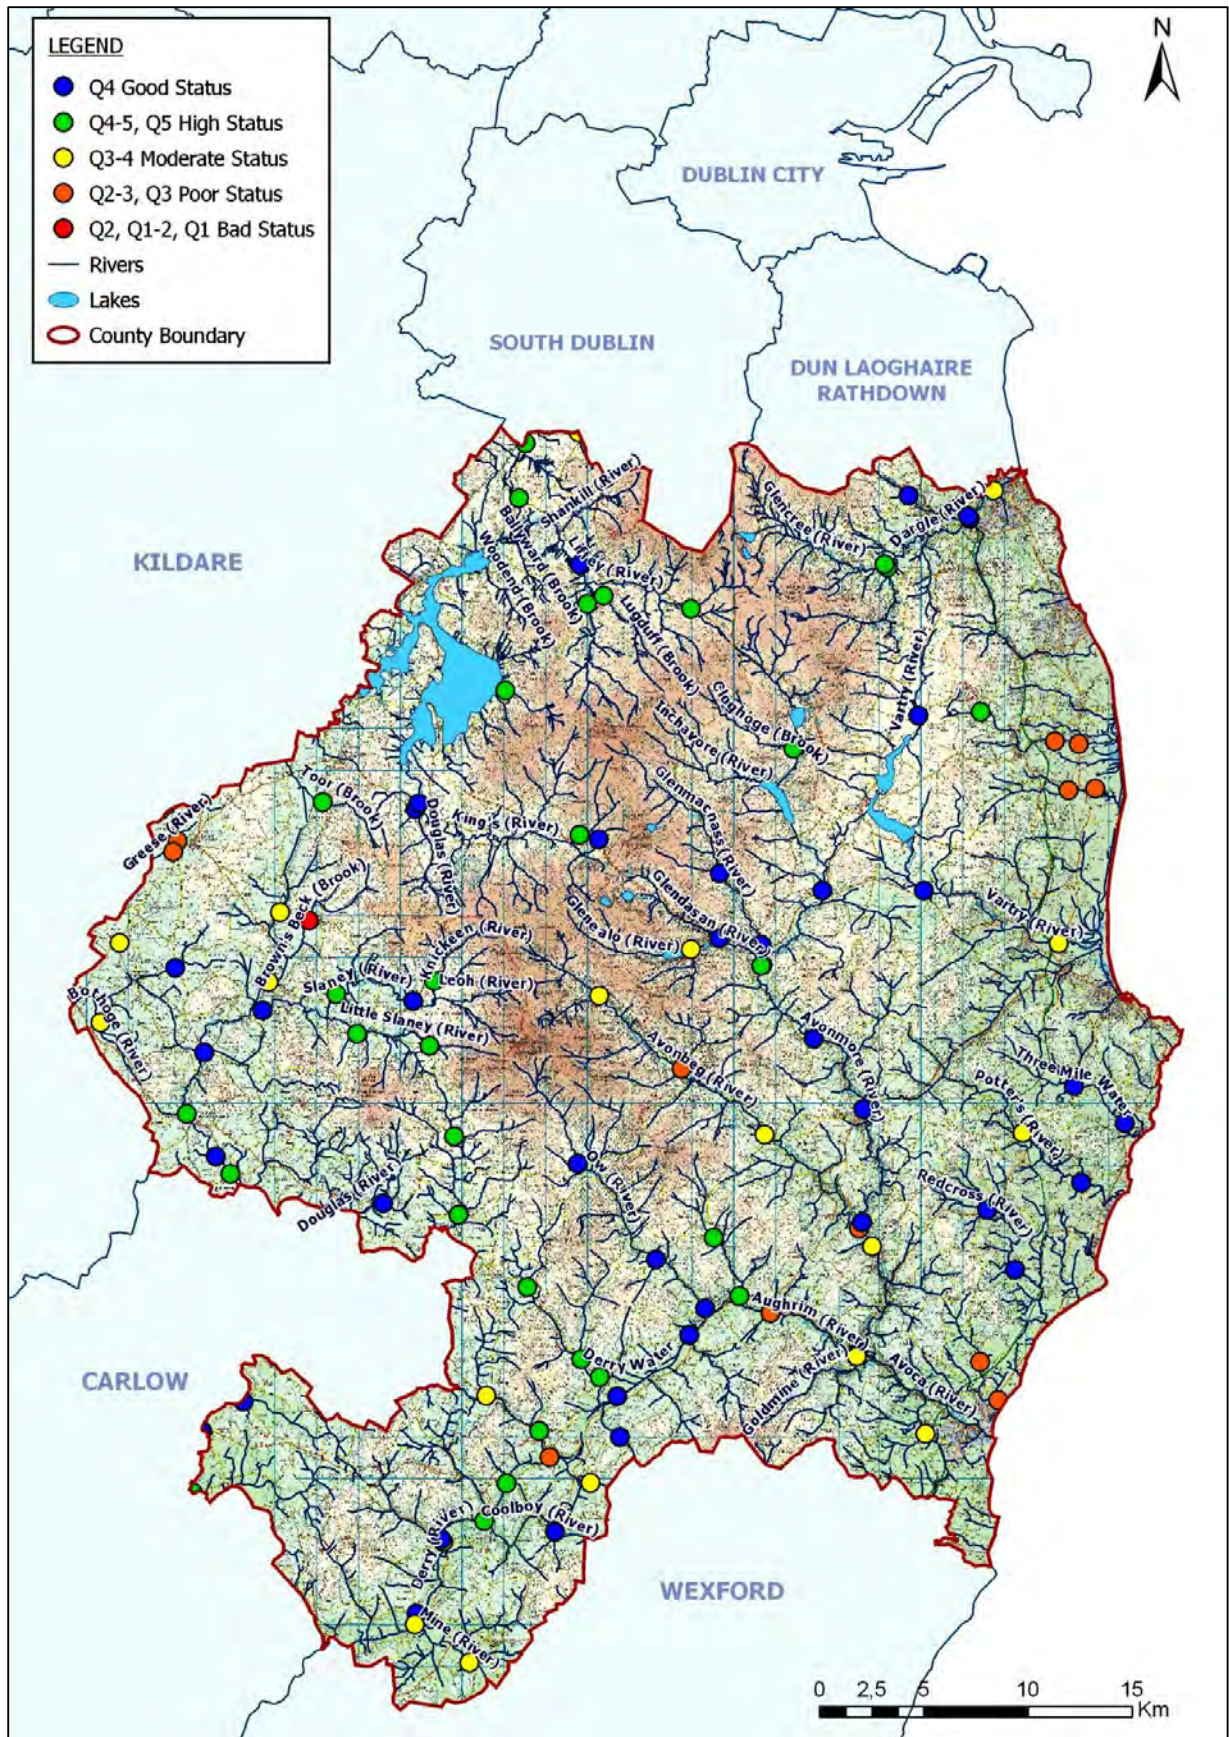 LEGEND
Q4 Good Status
Q4-5, Q5 High Status
Q3-4 Moderate Status
Q2-3, Q3 Poor Status
Q2, Q1-2, Q1 Bad Status
Rivers
Lakes
County Boundary
N
DUBLIN CITY
SOUTH DUBLIN
DUN LAOGHAIRE
RATHDOWN
KILDARE
Shankill (River)
Glencree (River)
Dargle (River)
Ballyward (Brook)
Liffey (River)
Woodend (Brook)
Lugduff (Brook)
Vartry (River)
Cloghoge (Brook)
Inchavore (River)
Glenmacnass (River)
Toor (Brook)
Greese (River)
Douglas (River)
King's (River)
Brown's Beck (Brook)
Glendasan (River)
Glenealo (River)
Vartry (River)
Knickeen (River)
Slaney (River)
Leoh (River)
Bothoge (River)
Little Slaney (River)
Avonbeg (River)
Avonmore (River)
Three Mile Water
Potter's (River)
Ow (River)
Redcross (River)
Douglas (River)
Aughrim (River)
Derry Water
Goldmine (River)
Avoca (River)
CARLOW
Coolboy (River)
Derry (River)
Mine (River)
WEXFORD
0 2,5 5 10 15
Km